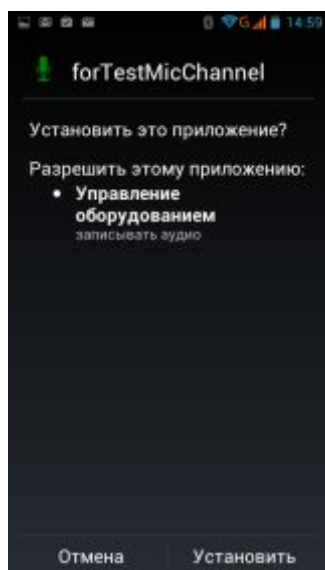 G 14:59
forTestMicChannel
Установить это приложение?
Разрешить этому приложению:
• Управление
оборудованием
записывать аудио
Отмена Установить